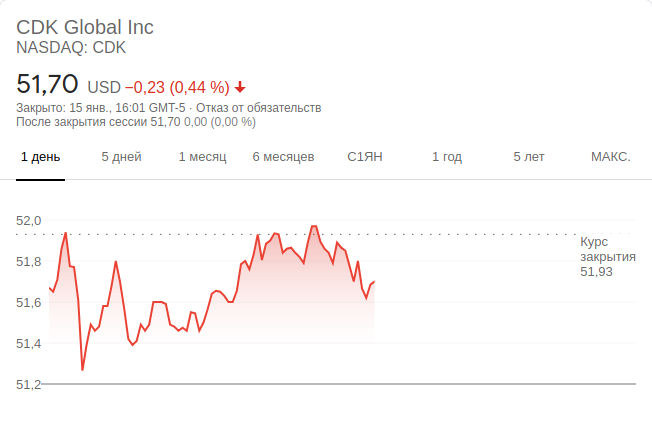 CDK Global Inc
NASDAQ: CDK
51,70 USD −0,23 (0,44 %)
Закрыто: 15 янв., 16:01 GMT-5 · Отказ от обязательств
После закрытия сессии 51,70 0,00 (0,00 %)
1 день 5 дней 1 месяц 6 месяцев С1ЯН 1 год 5 лет МАКС.
52,0
Курс
закрытия
51,93
51,8
51,6
51,4
51,2